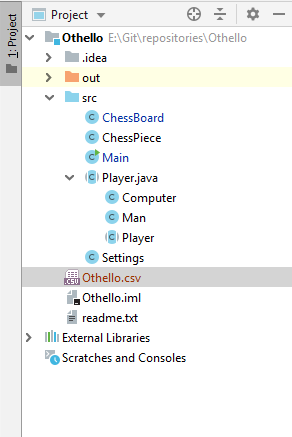 1: Project
Project
Othello E:\Git\repositories\Othello
.idea
out
src
ChessBoard
ChessPiece
Main
Player.java
Computer
Man
Player
Settings
Othello.csv
Othello.iml
readme.txt
External Libraries
Scratches and Consoles